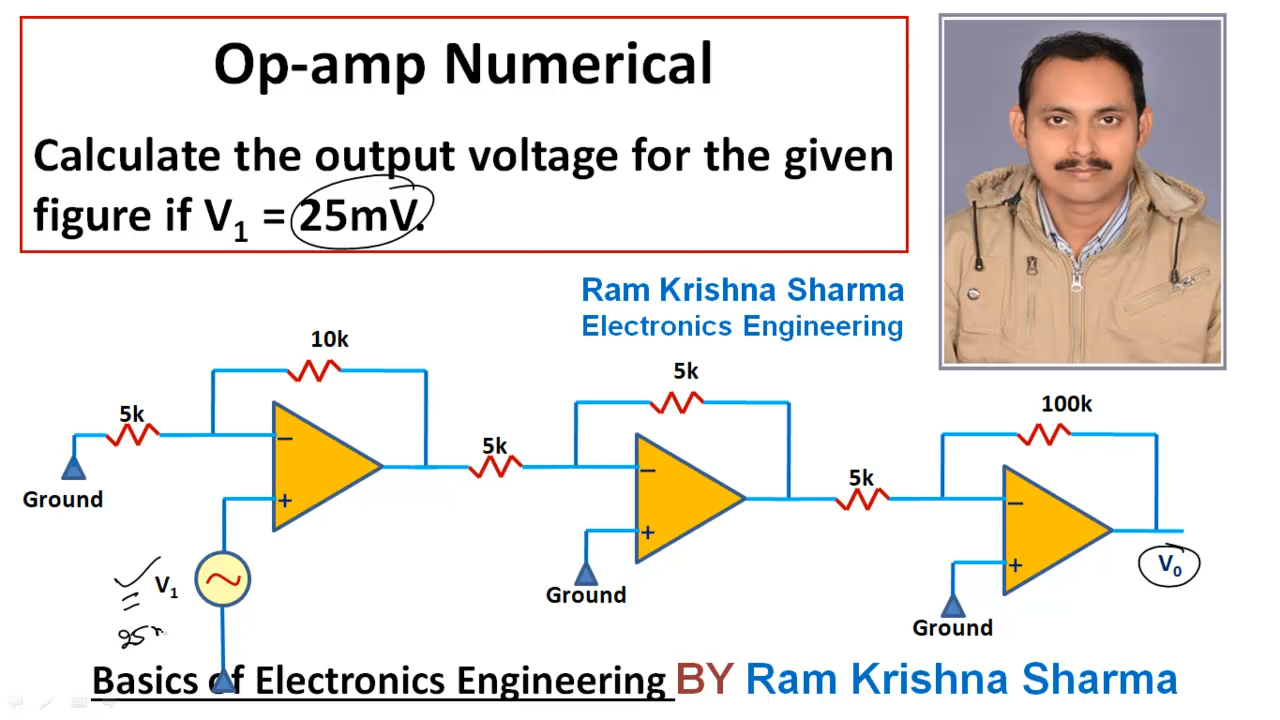 Op-amp Numerical
Calculate the output voltage for the given
figure if V₁ = 25mV.
Ram Krishna Sharma
Electronics Engineering
10k
5k
5k
100k
5k
5k
−
−
−
+
+
+
Ground
Ground
Ground
V₁
=
25
V₀
Basics of Electronics Engineering BY Ram Krishna Sharma